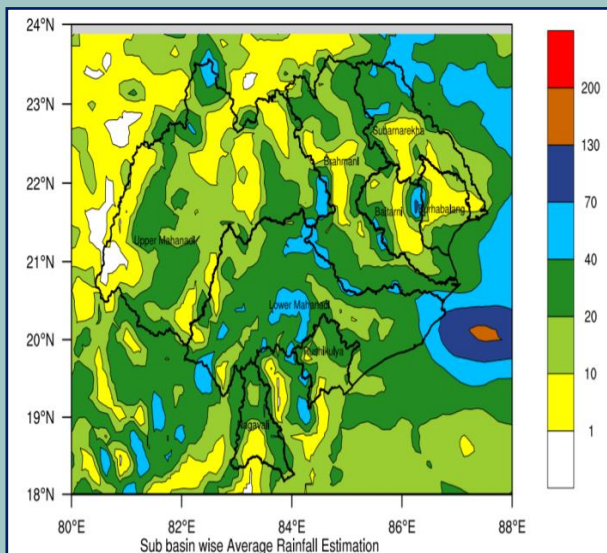 24°N
23°N
22°N
21°N
20°N
19°N
18°N
80°E 82°E 84°E 86°E 88°E
Subarnarekha
Brahmani
Baitarni
Upper Mahanadi
Lower Mahanadi
Rushikulya
Nagavali
200
130
70
40
20
10
1
Sub basin wise Average Rainfall Estimation